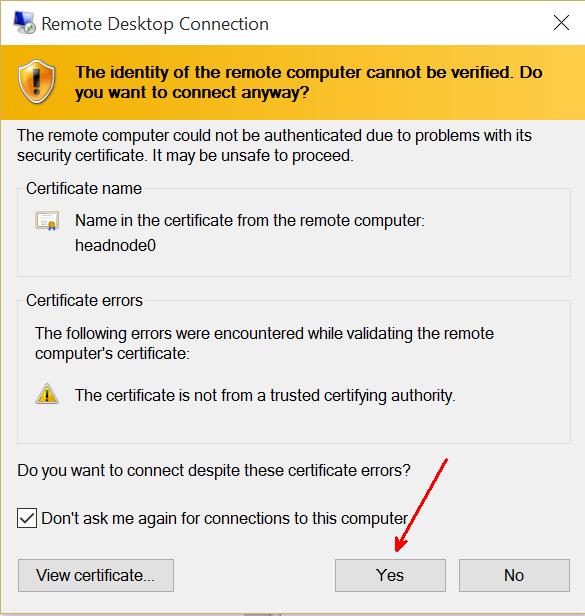 Remote Desktop Connection
The identity of the remote computer cannot be verified. Do
you want to connect anyway?
The remote computer could not be authenticated due to problems with its
security certificate. It may be unsafe to proceed.
Certificate name
Name in the certificate from the remote computer:
headnode0
Certificate errors
The following errors were encountered while validating the remote
computer's certificate:
The certificate is not from a trusted certifying authority.
Do you want to connect despite these certificate errors?
Don't ask me again for connections to this computer
View certificate...
Yes
No